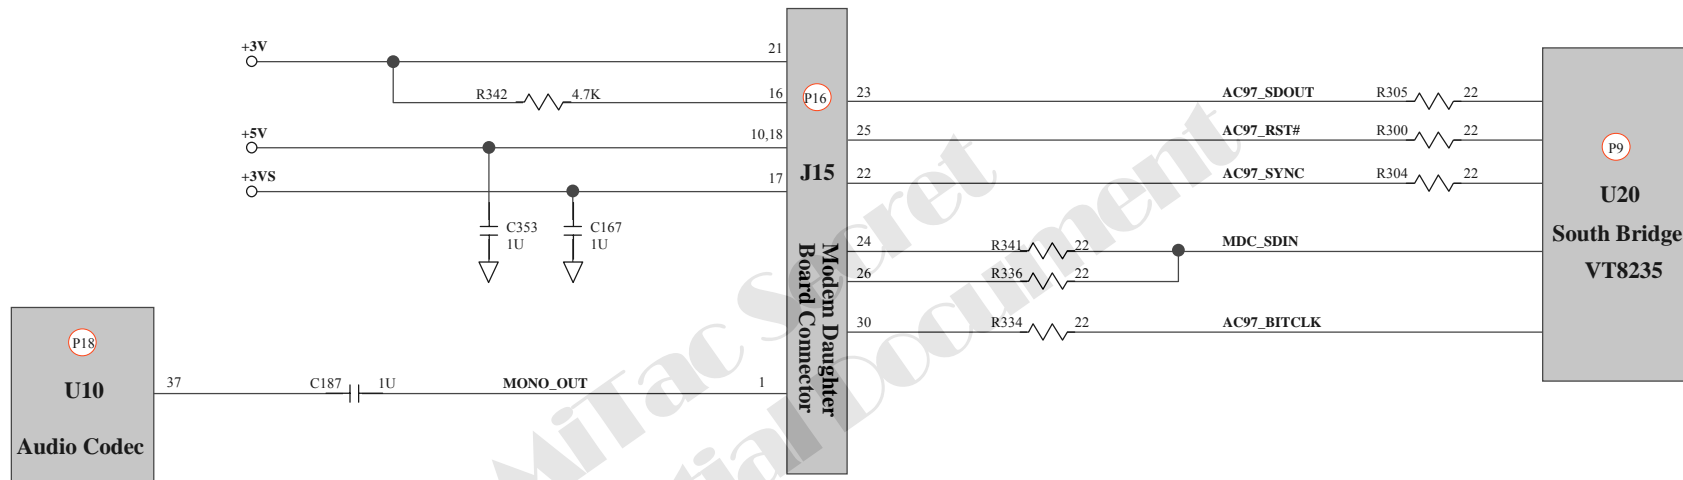 +3V
21
R342 4.7K 16
+5V
10,18
+3VS
17
C353
1U
C167
1U
P18
U10
Audio Codec
37
C187 1U MONO_OUT 1
P16
J15
Modem Daughter
Board Connector
23 AC97_SDOUT R305 22
25 AC97_RST# R300 22
22 AC97_SYNC R304 22
24 R341 22 MDC_SDIN
26 R336 22
30 R334 22 AC97_BITCLK
P9
U20
South Bridge
VT8235
MiTac Secret
tial Document